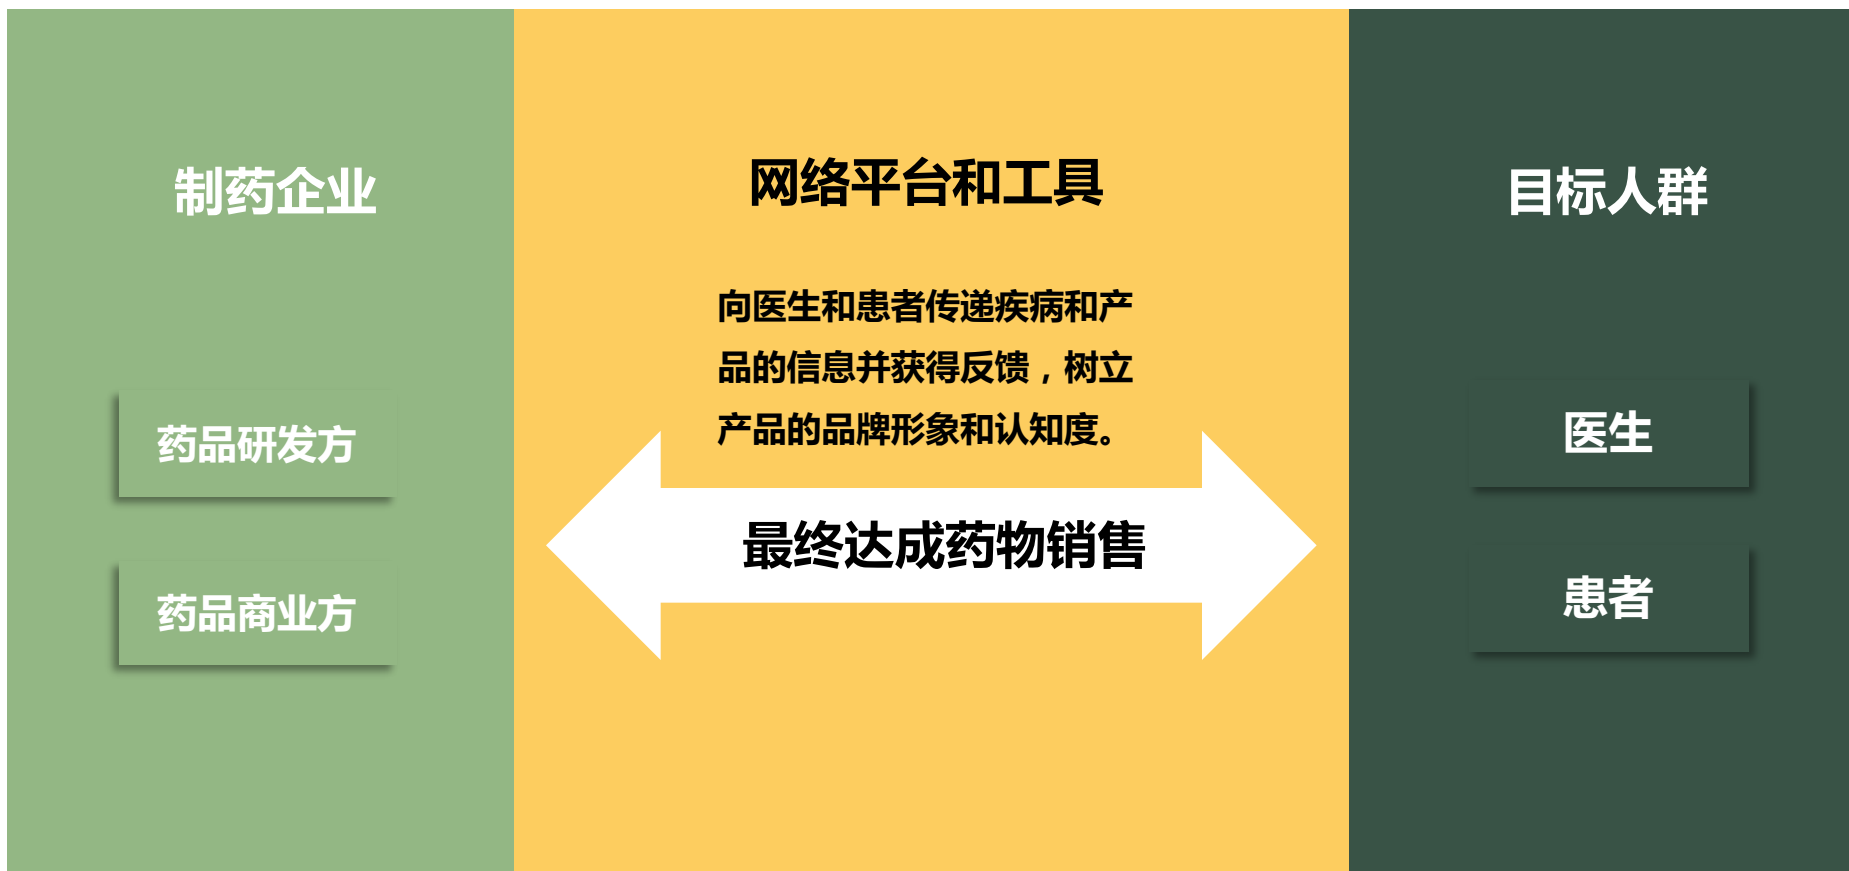 制药企业
药品研发方
药品商业方
网络平台和工具
向医生和患者传递疾病和产
品的信息并获得反馈，树立
产品的品牌形象和认知度。
最终达成药物销售
目标人群
医生
患者